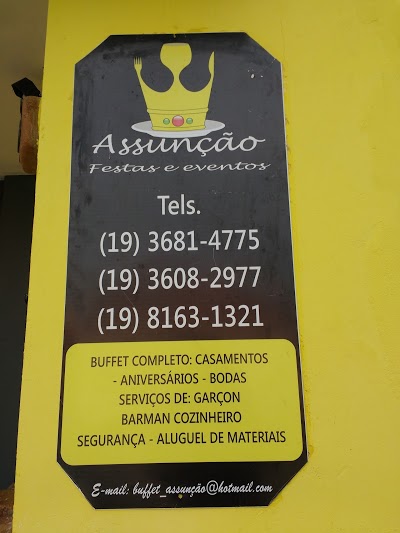 Assunção
Festas e eventos
Tels.
(19) 3681-4775
(19) 3608-2977
(19) 8163-1321
BUFFET COMPLETO: CASAMENTOS
- ANIVERSÁRIOS - BODAS
SERVIÇOS DE: GARÇON
BARMAN COZINHEIRO
SEGURANÇA - ALUGUEL DE MATERIAIS
E-mail: buffet_assunção@hotmail.com